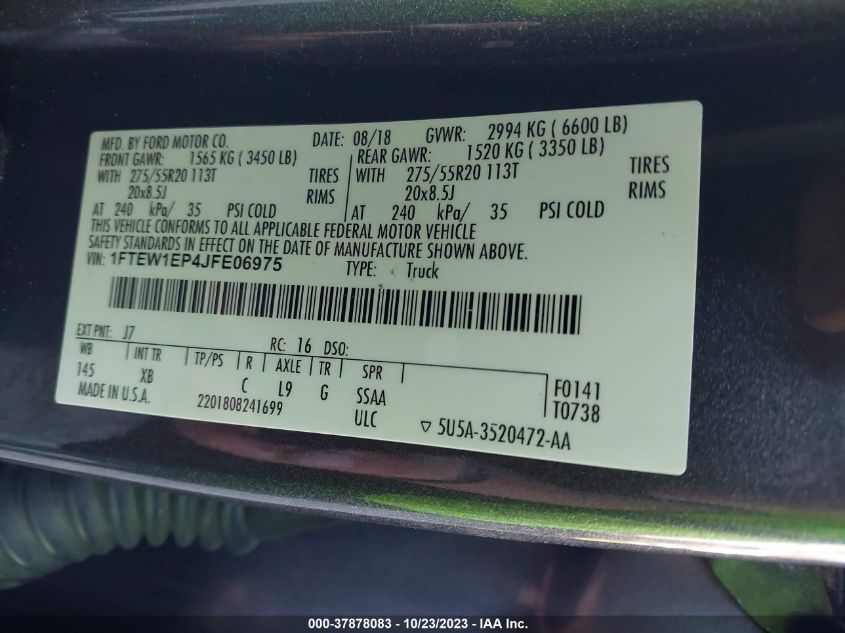 MFD. BY FORD MOTOR CO. DATE: 08/18 GVWR: 2994 KG ( 6600 LB)
FRONT GAWR: 1565 KG ( 3450 LB) REAR GAWR: 1520 KG ( 3350 LB)
WITH 275/55R20 113T TIRES WITH 275/55R20 113T TIRES
20x8.5J RIMS 20x8.5J RIMS
AT 240 kPa/ 35 PSI COLD AT 240 kPa/ 35 PSI COLD
THIS VEHICLE CONFORMS TO ALL APPLICABLE FEDERAL MOTOR VEHICLE
SAFETY STANDARDS IN EFFECT ON THE DATE OF MANUFACTURE SHOWN ABOVE.
VIN: 1FTEW1EP4JFE06975 TYPE: Truck
EXT PNT: J7 RC: 16 DSO:
WB INT TR TP/PS R AXLE TR SPR
145 XB C L9 G SSAA F0141
MADE IN U.S.A. 2201808241699 ULC T0738
▽ 5U5A-3520472-AA
000-37878083 - 10/23/2023 - IAA Inc.